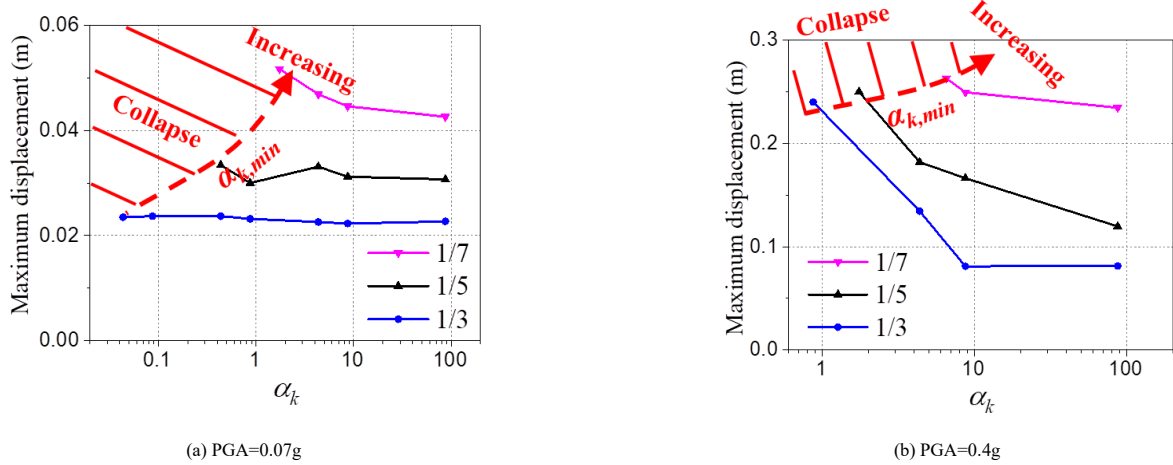 0.06
0.04
0.02
0.00
Maximum displacement (m)
Increasing
Collapse
α_{k,min}
1/7
1/5
1/3
0.1
1
10
100
α_k
(a) PGA=0.07g
0.3
0.2
0.1
0.0
Maximum displacement (m)
Collapse
Increasing
α_{k,min}
1/7
1/5
1/3
1
10
100
α_k
(b) PGA=0.4g